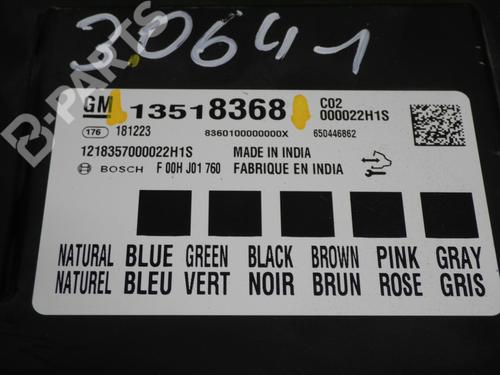 30641
B-PARTS
GM 13518368 C02
000022H1S
176 181223 8360100000000X 650446862
1218357000022H1S MADE IN INDIA
BOSCH F 00H J01 760 FABRIQUE EN INDIA
NATURAL BLUE GREEN BLACK BROWN PINK GRAY
NATUREL BLEU VERT NOIR BRUN ROSE GRIS